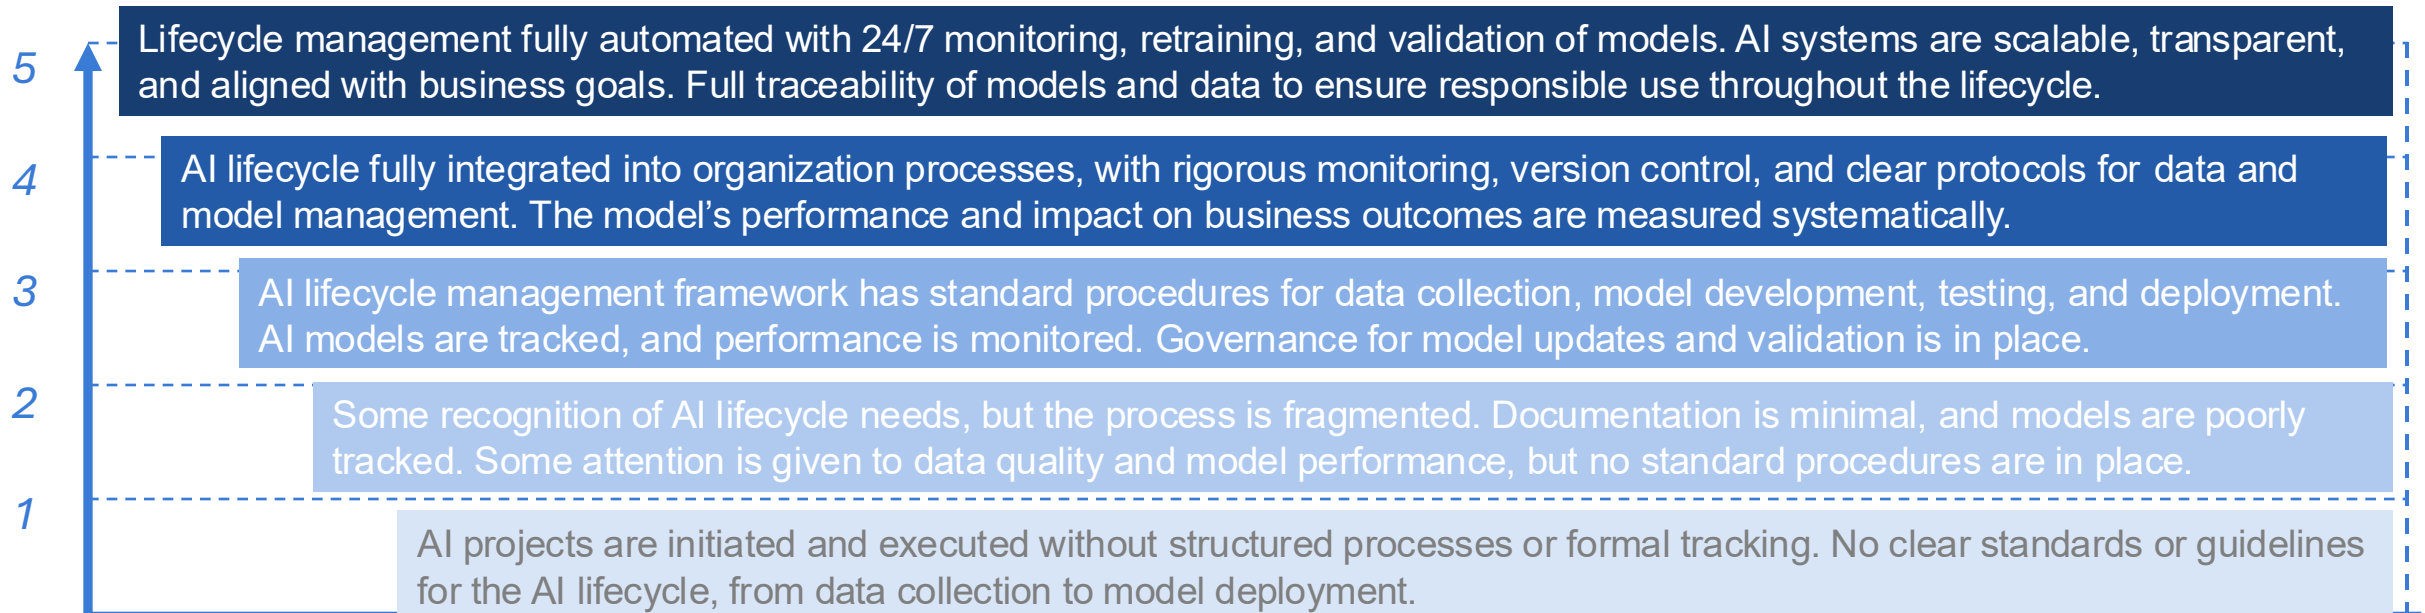 5
Lifecycle management fully automated with 24/7 monitoring, retraining, and validation of models. AI systems are scalable, transparent,
and aligned with business goals. Full traceability of models and data to ensure responsible use throughout the lifecycle.
4
AI lifecycle fully integrated into organization processes, with rigorous monitoring, version control, and clear protocols for data and
model management. The model’s performance and impact on business outcomes are measured systematically.
3
AI lifecycle management framework has standard procedures for data collection, model development, testing, and deployment.
AI models are tracked, and performance is monitored. Governance for model updates and validation is in place.
2
Some recognition of AI lifecycle needs, but the process is fragmented. Documentation is minimal, and models are poorly
tracked. Some attention is given to data quality and model performance, but no standard procedures are in place.
1
AI projects are initiated and executed without structured processes or formal tracking. No clear standards or guidelines
for the AI lifecycle, from data collection to model deployment.